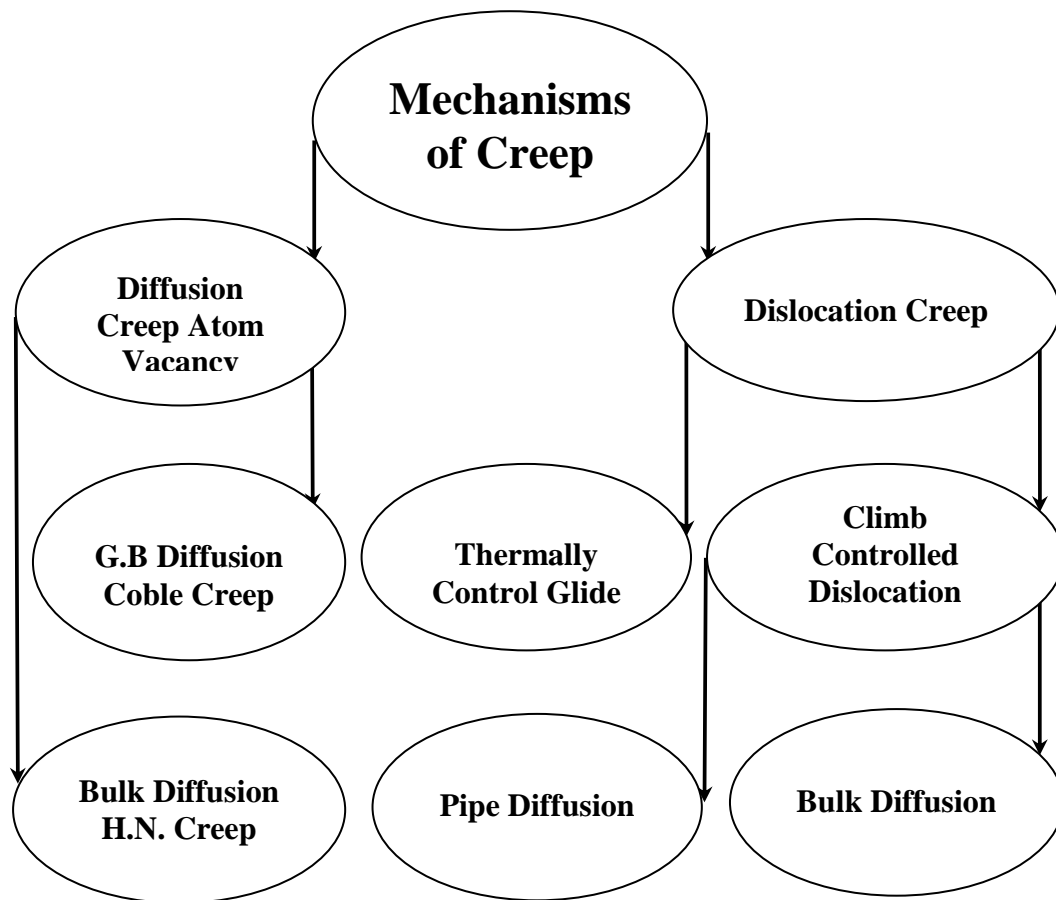 Mechanisms
of Creep
Diffusion
Creep Atom
Vacancy
Dislocation Creep
G.B Diffusion
Coble Creep
Thermally
Control Glide
Climb
Controlled
Dislocation
Bulk Diffusion
H.N. Creep
Pipe Diffusion
Bulk Diffusion